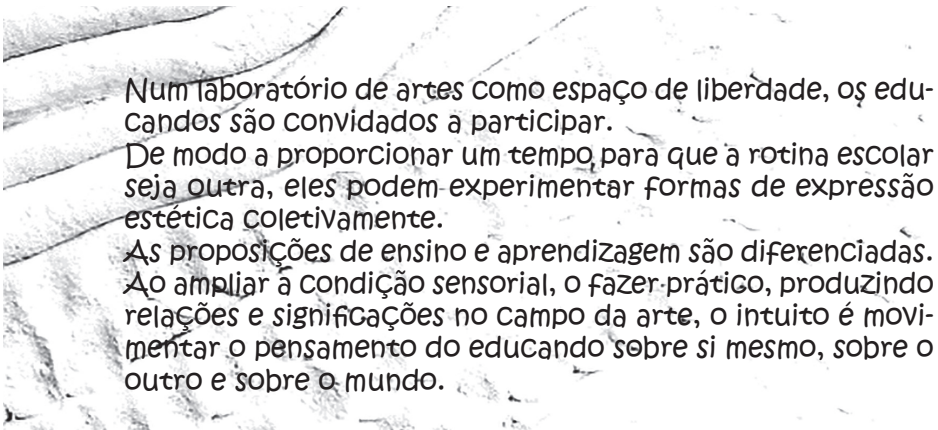 Num laboratório de artes como espaço de liberdade, os edu-
candos são convidados a participar.
De modo a proporcionar um tempo para que a rotina escolar
seja outra, eles podem experimentar formas de expressão
estética coletivamente.
As proposições de ensino e aprendizagem são diferenciadas.
Ao ampliar a condição sensorial, o fazer prático, produzindo
relações e significações no campo da arte, o intuito é movi-
mentar o pensamento do educando sobre si mesmo, sobre o
outro e sobre o mundo.